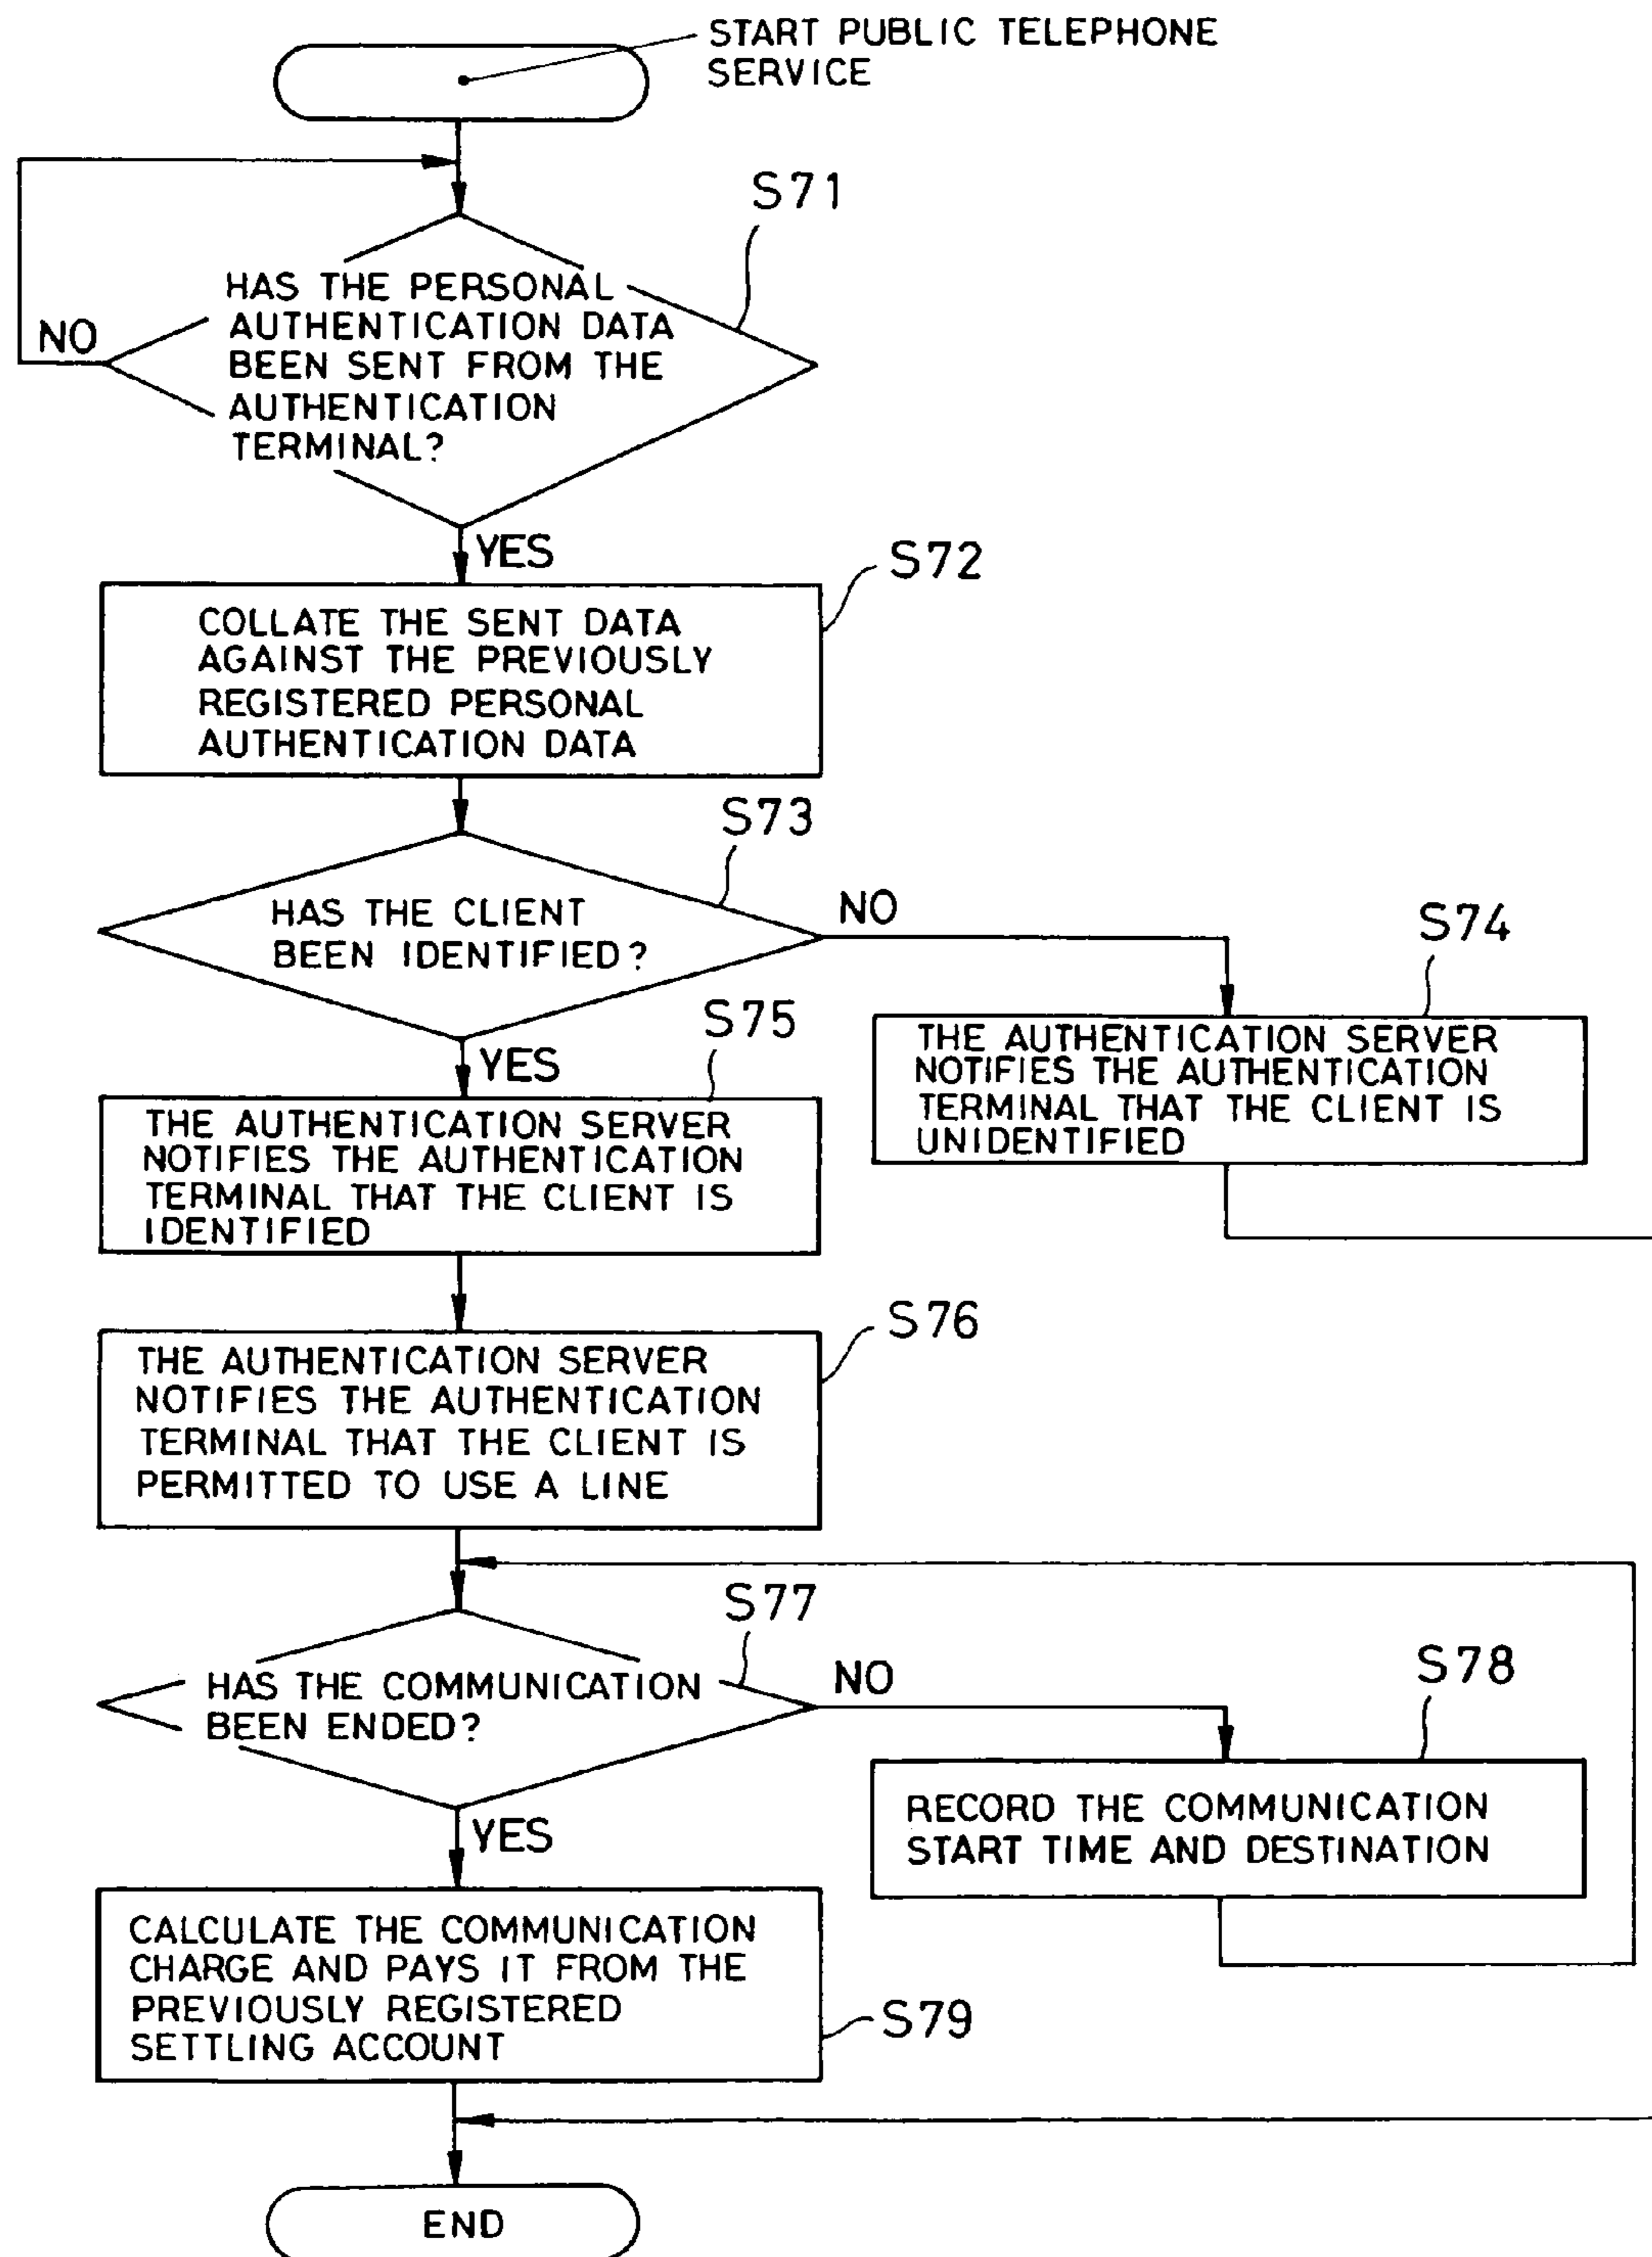 START PUBLIC TELEPHONE
SERVICE
S71
HAS THE PERSONAL
AUTHENTICATION DATA
BEEN SENT FROM THE
AUTHENTICATION
TERMINAL?
NO
YES
S72
COLLATE THE SENT DATA
AGAINST THE PREVIOUSLY
REGISTERED PERSONAL
AUTHENTICATION DATA
S73
HAS THE CLIENT
BEEN IDENTIFIED?
NO
S74
THE AUTHENTICATION SERVER
NOTIFIES THE AUTHENTICATION
TERMINAL THAT THE CLIENT IS
UNIDENTIFIED
YES
S75
THE AUTHENTICATION SERVER
NOTIFIES THE AUTHENTICATION
TERMINAL THAT THE CLIENT IS
IDENTIFIED
S76
THE AUTHENTICATION SERVER
NOTIFIES THE AUTHENTICATION
TERMINAL THAT THE CLIENT IS
PERMITTED TO USE A LINE
S77
HAS THE COMMUNICATION
BEEN ENDED?
NO
S78
RECORD THE COMMUNICATION
START TIME AND DESTINATION
YES
CALCULATE THE COMMUNICATION
CHARGE AND PAYS IT FROM THE
PREVIOUSLY REGISTERED
SETTLING ACCOUNT
S79
END